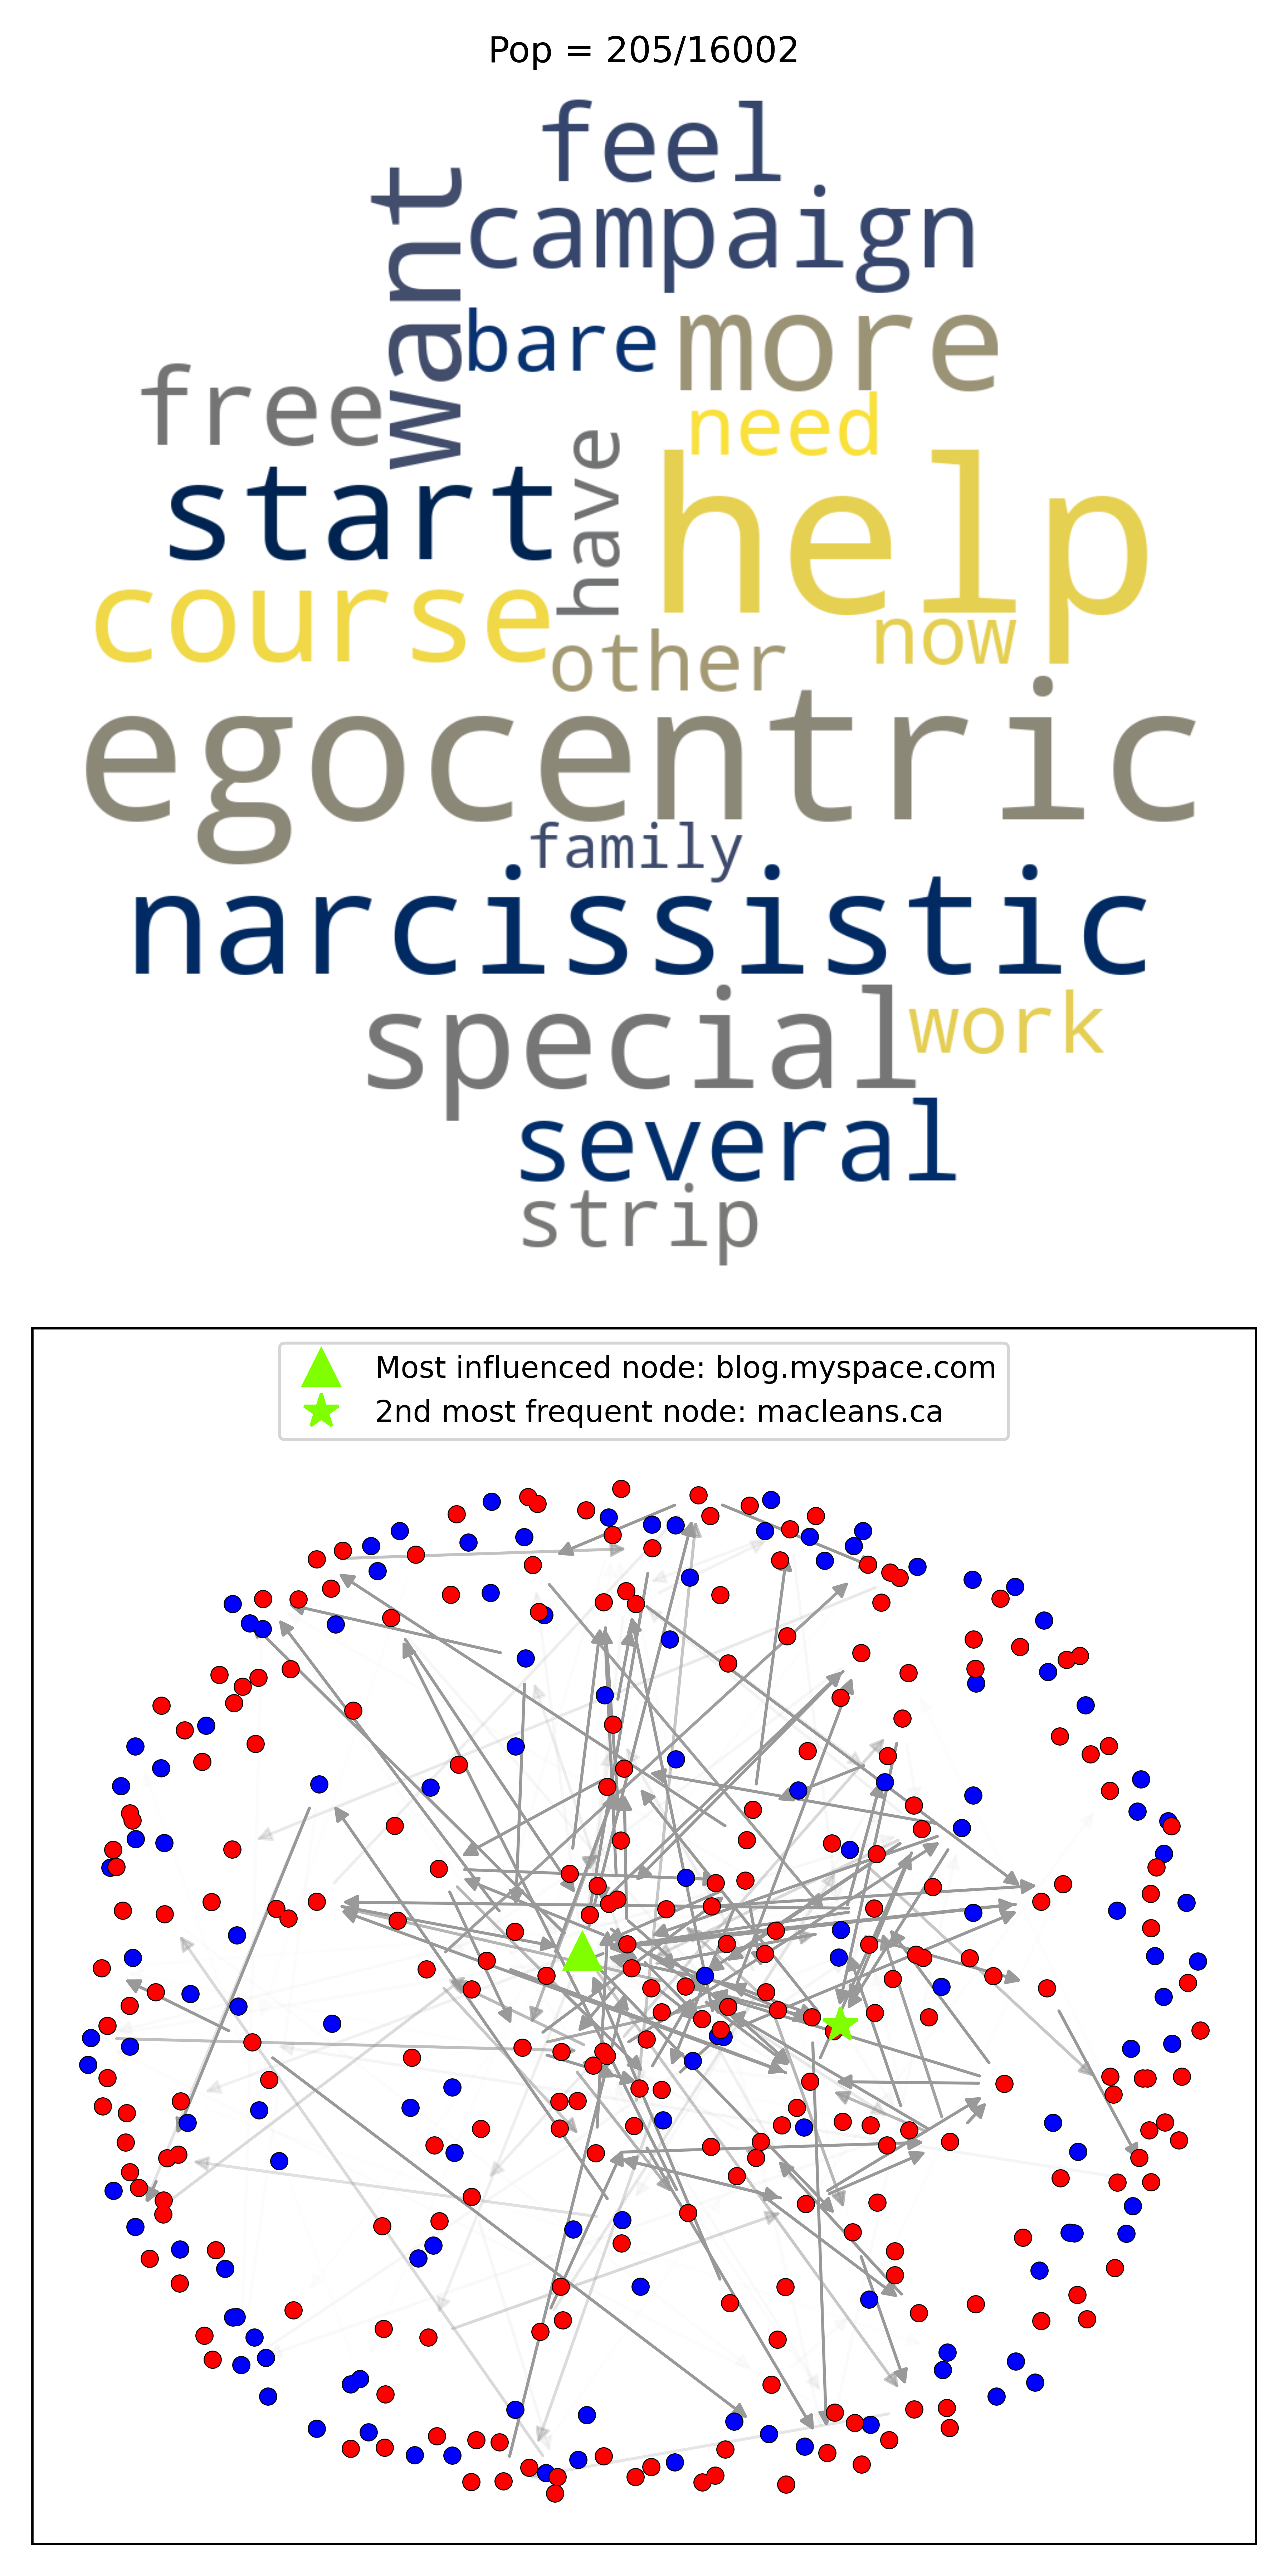 Pop = 205/16002
feel
want
campaign
bare
more
free
need
have
start
help
course
now
other
egocentric
family
narcissistic
special
work
several
strip
Most influenced node: blog.myspace.com
2nd most frequent node: macleans.ca